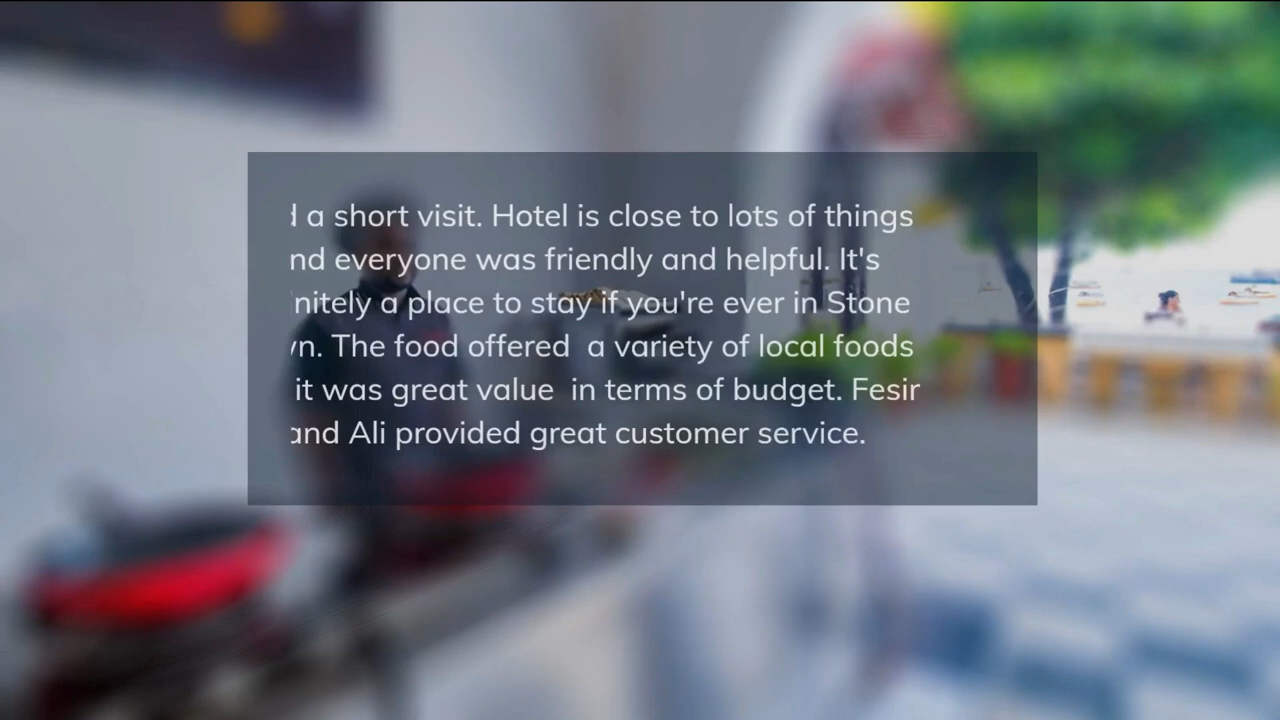 a short visit. Hotel is close to lots of things
everyone was friendly and helpful. It's
a place to stay if you're ever in Stone
The food offered a variety of local foods
it was great value in terms of budget. Fesir
and Ali provided great customer service.